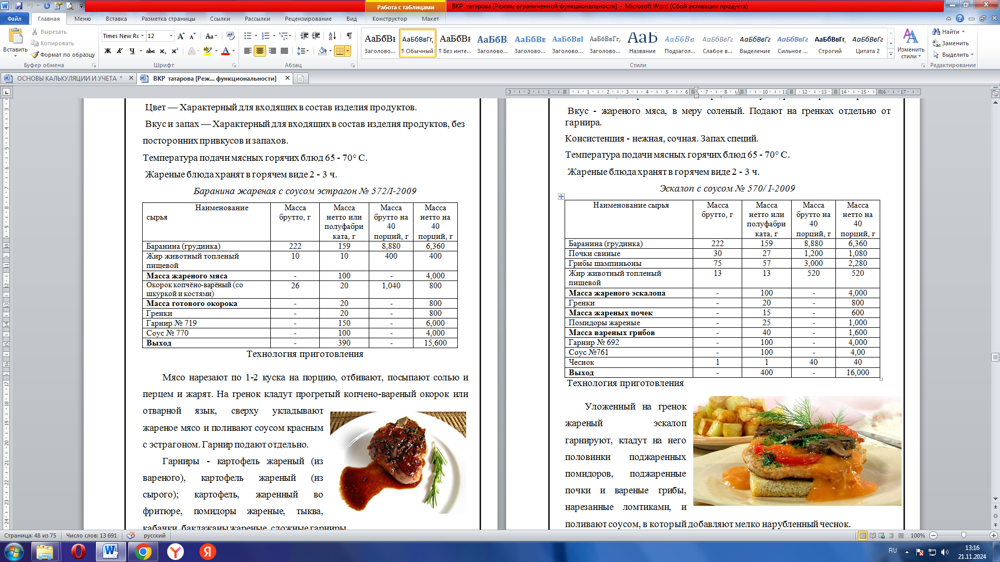 Работа с таблицами
ВКР татарова [Режим ограниченной функциональности] - Microsoft Word (Сбой активации продукта)
Файл Главная Меню Вставка Разметка страницы Ссылки Рассылки Рецензирование Вид Конструктор Макет
Вставить
Вырезать
Копировать
Формат по образцу
Буфер обмена
Times New Rc 12
Ж К Ч abc x₂ x² A ab A
Шрифт
Абзац
АаБбВ АаБбВвГг, АаБбВв АаБбВ АаБбВв АаБбВвІ АаБбВвГг, АаБ АаБбВв. АаБбВвГг АаБбВвГг АаБбВвГг АаБбВвГг, АаБбВвГг
Заголово... ¶ Обычный ¶ Без инте... Заголово... Заголово... Заголово... Заголово... Название Подзагол... Слабое в... Выделение Сильное ... Строгий Цитата 2
Стили
Изменить стили
Найти
Заменить
Выделить
Редактирование
ОСНОВЫ КАЛЬКУЛЯЦИИ И УЧЕТА *
ВКР татарова [Реж... функциональности]
Цвет — Характерный для входящих в состав изделия продуктов.
Вкус и запах — Характерный для входящих в состав изделия продуктов, без
посторонних привкусов и запахов.
Температура подачи мясных горячих блюд 65 - 70° С.
Жареные блюда хранят в горячем виде 2 - 3 ч.
Баранина жареная с соусом эстрагон № 572/I-2009
Наименование сырья Масса брутто, г Масса нетто или полуфабри ката, г Масса брутто на 40 порций, г Масса нетто на 40 порций, г
Баранина (грудинка) 222 159 8,880 6,360
Жир животный топленый пищевой 10 10 400 400
Масса жареного мяса - 100 - 4,000
Окорок копчёно-варёный (со шкуркой и костями) 26 20 1,040 800
Масса готового окорока - 20 - 800
Гренки - 20 - 800
Гарнир № 719 - 150 - 6,000
Соус № 770 - 100 - 4,000
Выход - 390 - 15,600
Технология приготовления
Мясо нарезают по 1-2 куска на порцию, отбивают, посыпают солью и
перцем и жарят. На гренок кладут прогретый копчено-вареный окорок или
отварной язык, сверху укладывают
жареное мясо и поливают соусом красным
с эстрагоном. Гарнир подают отдельно.
Гарниры - картофель жареный (из
вареного), картофель жареный (из
сырого); картофель, жаренный во
фритюре, помидоры жареные, тыква,
кабачки, баклажаны жареные, сложные гарниры
Вкус - жареного мяса, в меру соленый. Подают на гренках отдельно от
гарнира.
Консистенция - нежная, сочная. Запах специй.
Температура подачи мясных горячих блюд 65 - 70° С.
Жареные блюда хранят в горячем виде 2 - 3 ч.
Эскалоп с соусом № 570/ I-2009
Наименование сырья Масса брутто, г Масса нетто или полуфабри ката, г Масса брутто на 40 порций, г Масса нетто на 40 порций, г
Баранина (грудинка) 222 159 8,880 6,360
Почки свиные 30 27 1,200 1,080
Грибы шампиньоны 75 57 3,000 2,280
Жир животный топленый пищевой 13 13 520 520
Масса жареного эскалопа - 100 - 4,000
Гренки - 20 - 800
Масса жареных почек - 15 - 600
Помидоры жареные - 25 - 1,000
Масса вареных грибов - 40 - 1,600
Гарнир № 692 - 100 - 4,000
Соус №761 - 100 - 4,00
Чеснок 1 1 40 40
Выход - 400 - 16,000
Технология приготовления
Уложенный на гренок
жареный эскалоп
гарнируют, кладут на него
половинки поджаренных
помидоров, поджаренные
почки и вареные грибы,
нарезанные ломтиками, и
поливают соусом, в который добавляют мелко нарубленный чеснок.
Страница: 48 из 75 Число слов: 13 691 русский 100%
RU 13:16
21.11.2024